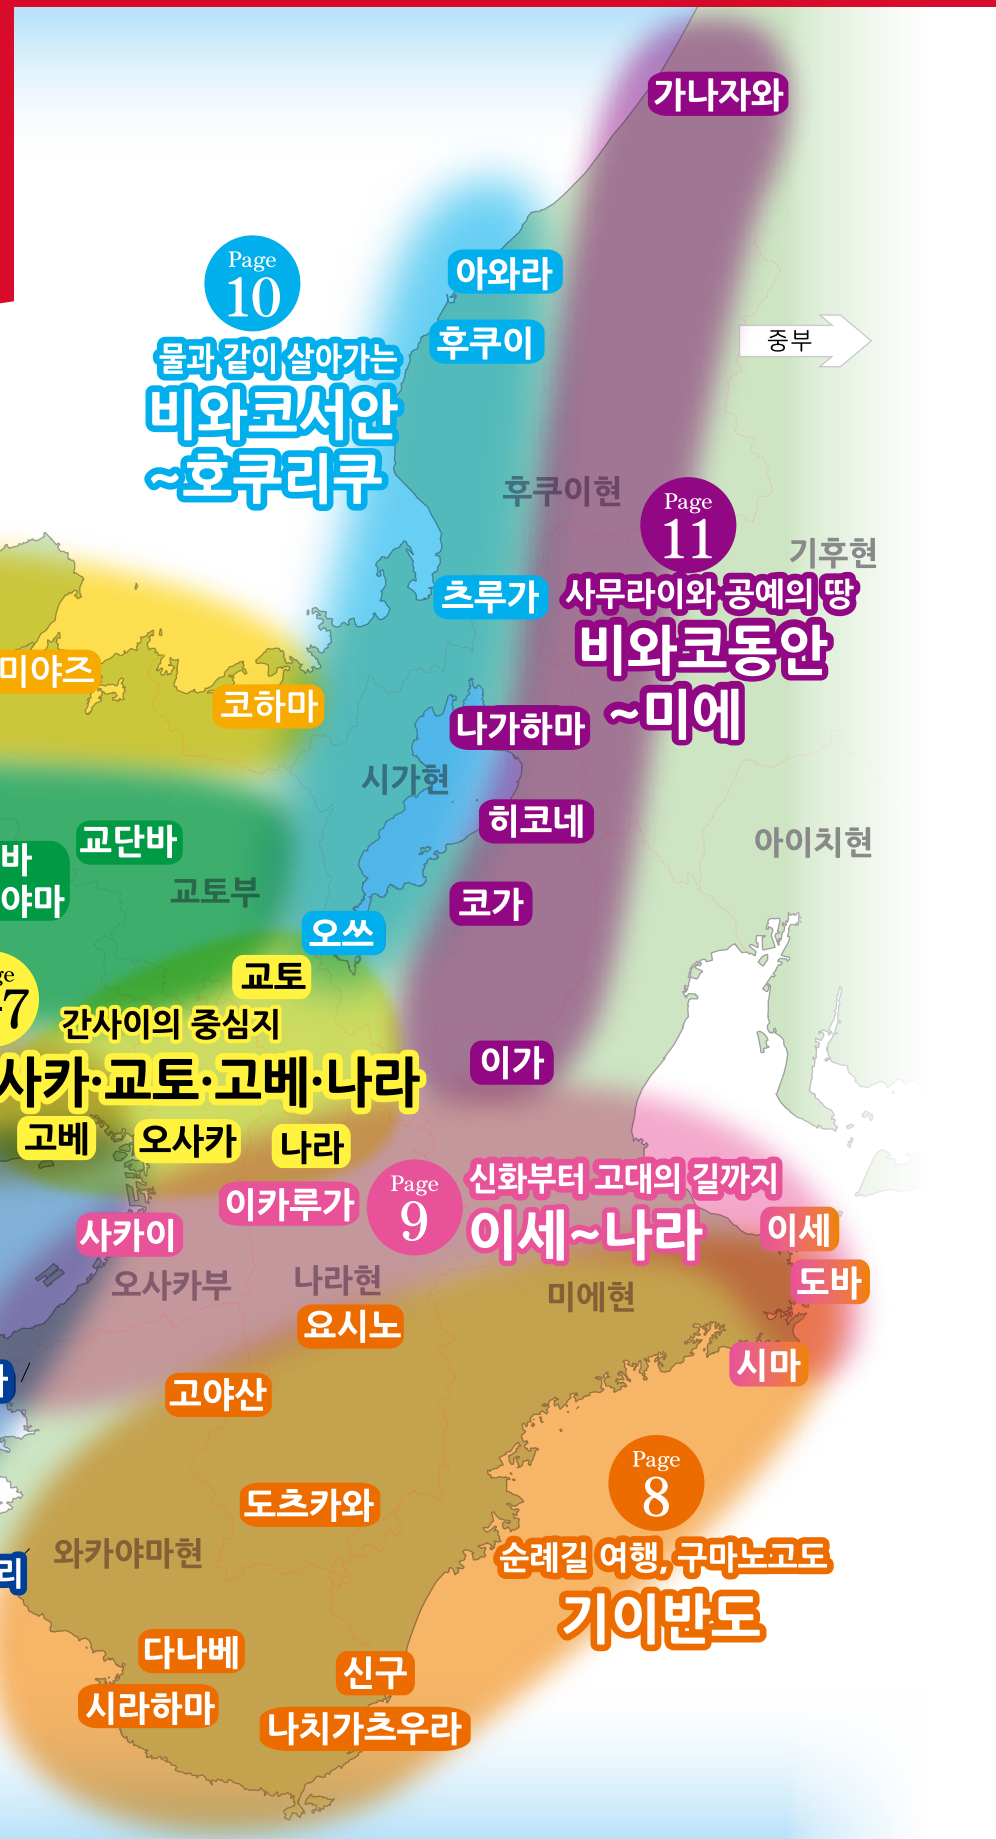 가나자와
아와라
후쿠이
Page
10
물과 같이 살아가는
비와코서안
~호쿠리쿠
중부
후쿠이현
Page
11
기후현
사무라이와 공예의 땅
비와코동안
~미에
츠루가
미야즈
코하마
나가하마
시가현
히코네
교단바
바
야마
교토부
아이치현
코가
오쓰
교토
7
간사이의 중심지
사카·교토·고베·나라
이가
고베
오사카
나라
이카루가
Page
9
신화부터 고대의 길까지
이세~나라
사카이
이세
오사카부
나라현
미에현
도바
요시노
시마
고야산
Page
8
도츠카와
와카야마현
순례길 여행, 구마노고도
기이반도
리
다나베
신구
시라하마
나치가츠우라